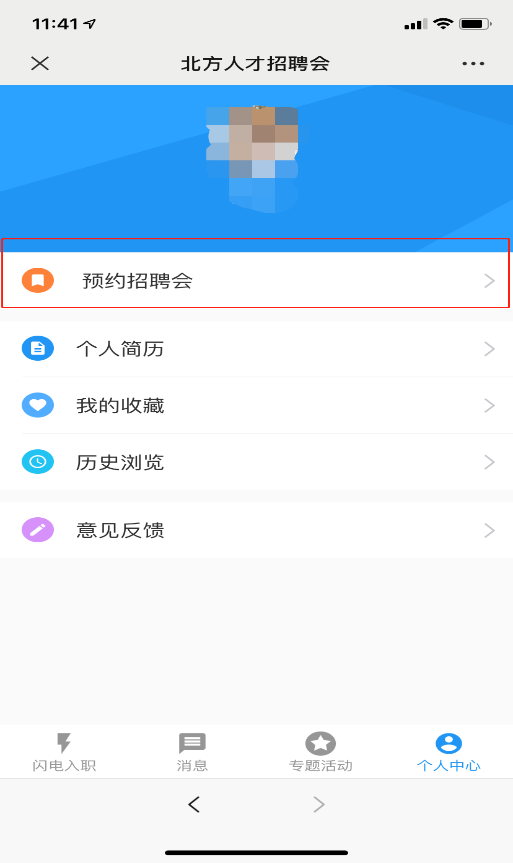 11:41
北方人才招聘会
预约招聘会
个人简历
我的收藏
历史浏览
意见反馈
闪电入职 消息 专题活动 个人中心